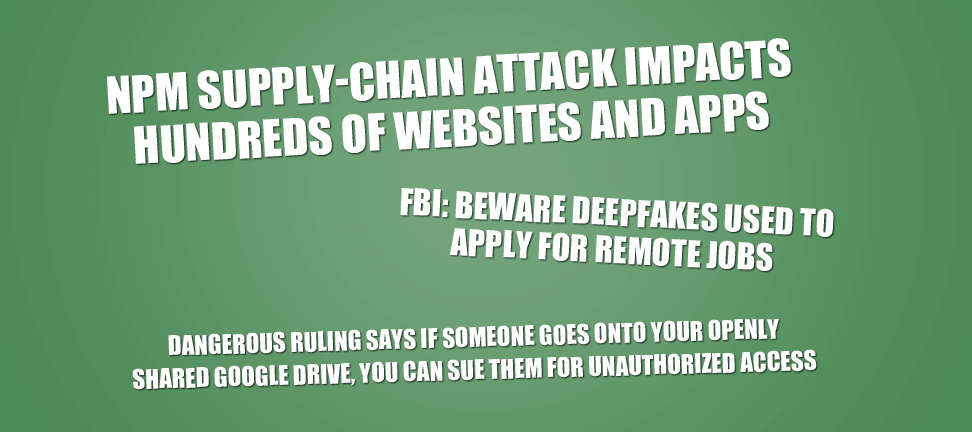 NPM SUPPLY-CHAIN ATTACK IMPACTS
HUNDREDS OF WEBSITES AND APPS
FBI: BEWARE DEEPFAKES USED TO
APPLY FOR REMOTE JOBS
DANGEROUS RULING SAYS IF SOMEONE GOES ONTO YOUR OPENLY
SHARED GOOGLE DRIVE, YOU CAN SUE THEM FOR UNAUTHORIZED ACCESS